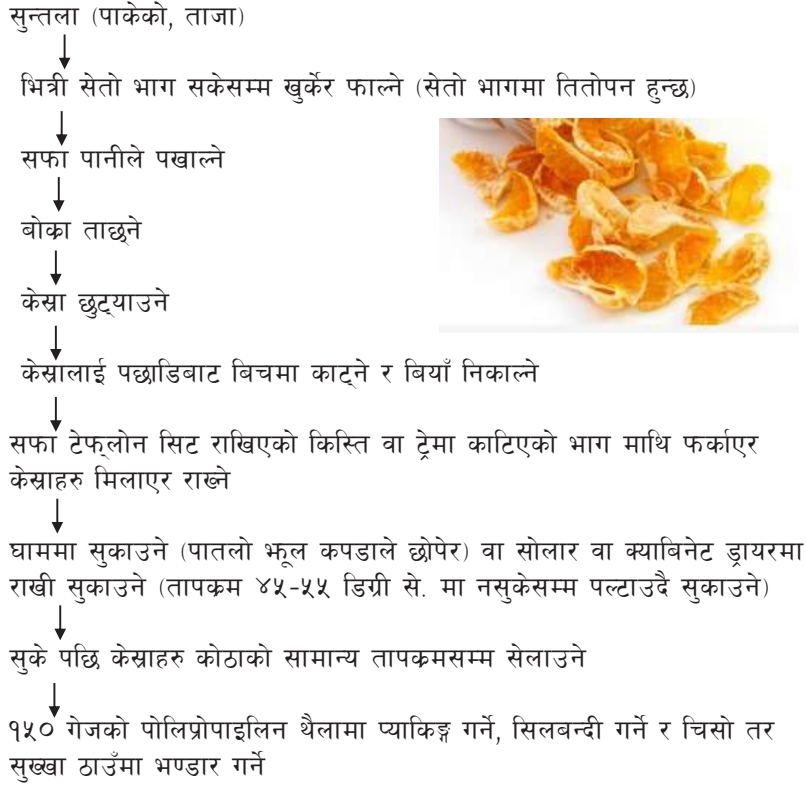 सुन्तला (पाकेको, ताजा)
भित्री सेतो भाग सकेसम्म खुर्केर फाल्ने (सेतो भागमा तितोपन हुन्छ)
सफा पानीले पखाल्ने
बोक्रा ताछ्ने
केस्रा छुट्याउने
केस्रालाई पछाडिबाट बिचमा काट्ने र बियाँ निकाल्ने
सफा टेफ्लोन सिट राखिएको किस्ति वा ट्रेमा काटिएको भाग माथि फर्काएर
केस्राहरु मिलाएर राख्ने
घाममा सुकाउने (पातलो झूल कपडाले छोपेर) वा सोलार वा क्याबिनेट ड्रायरमा
राखी सुकाउने (तापक्रम ४५-५५ डिग्री से. मा नसुकेसम्म पल्टाउदै सुकाउने)
सुके पछि केस्राहरु कोठाको सामान्य तापक्रमसम्म सेलाउने
१५० गेजको पोलिप्रोपाइलिन थैलामा प्याकिङ्ग गर्ने, सिलबन्दी गर्ने र चिसो तर
सुख्खा ठाउँमा भण्डार गर्ने